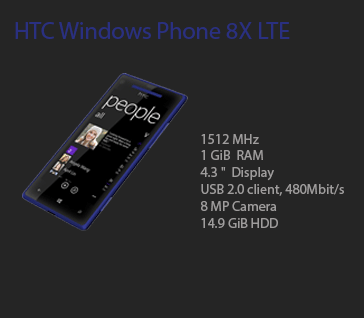 HTC Windows Phone 8X LTE
people
1512 MHz
1 GiB  RAM
4.3 "  Display
USB 2.0 client, 480Mbit/s
8 MP Camera
14.9 GiB HDD